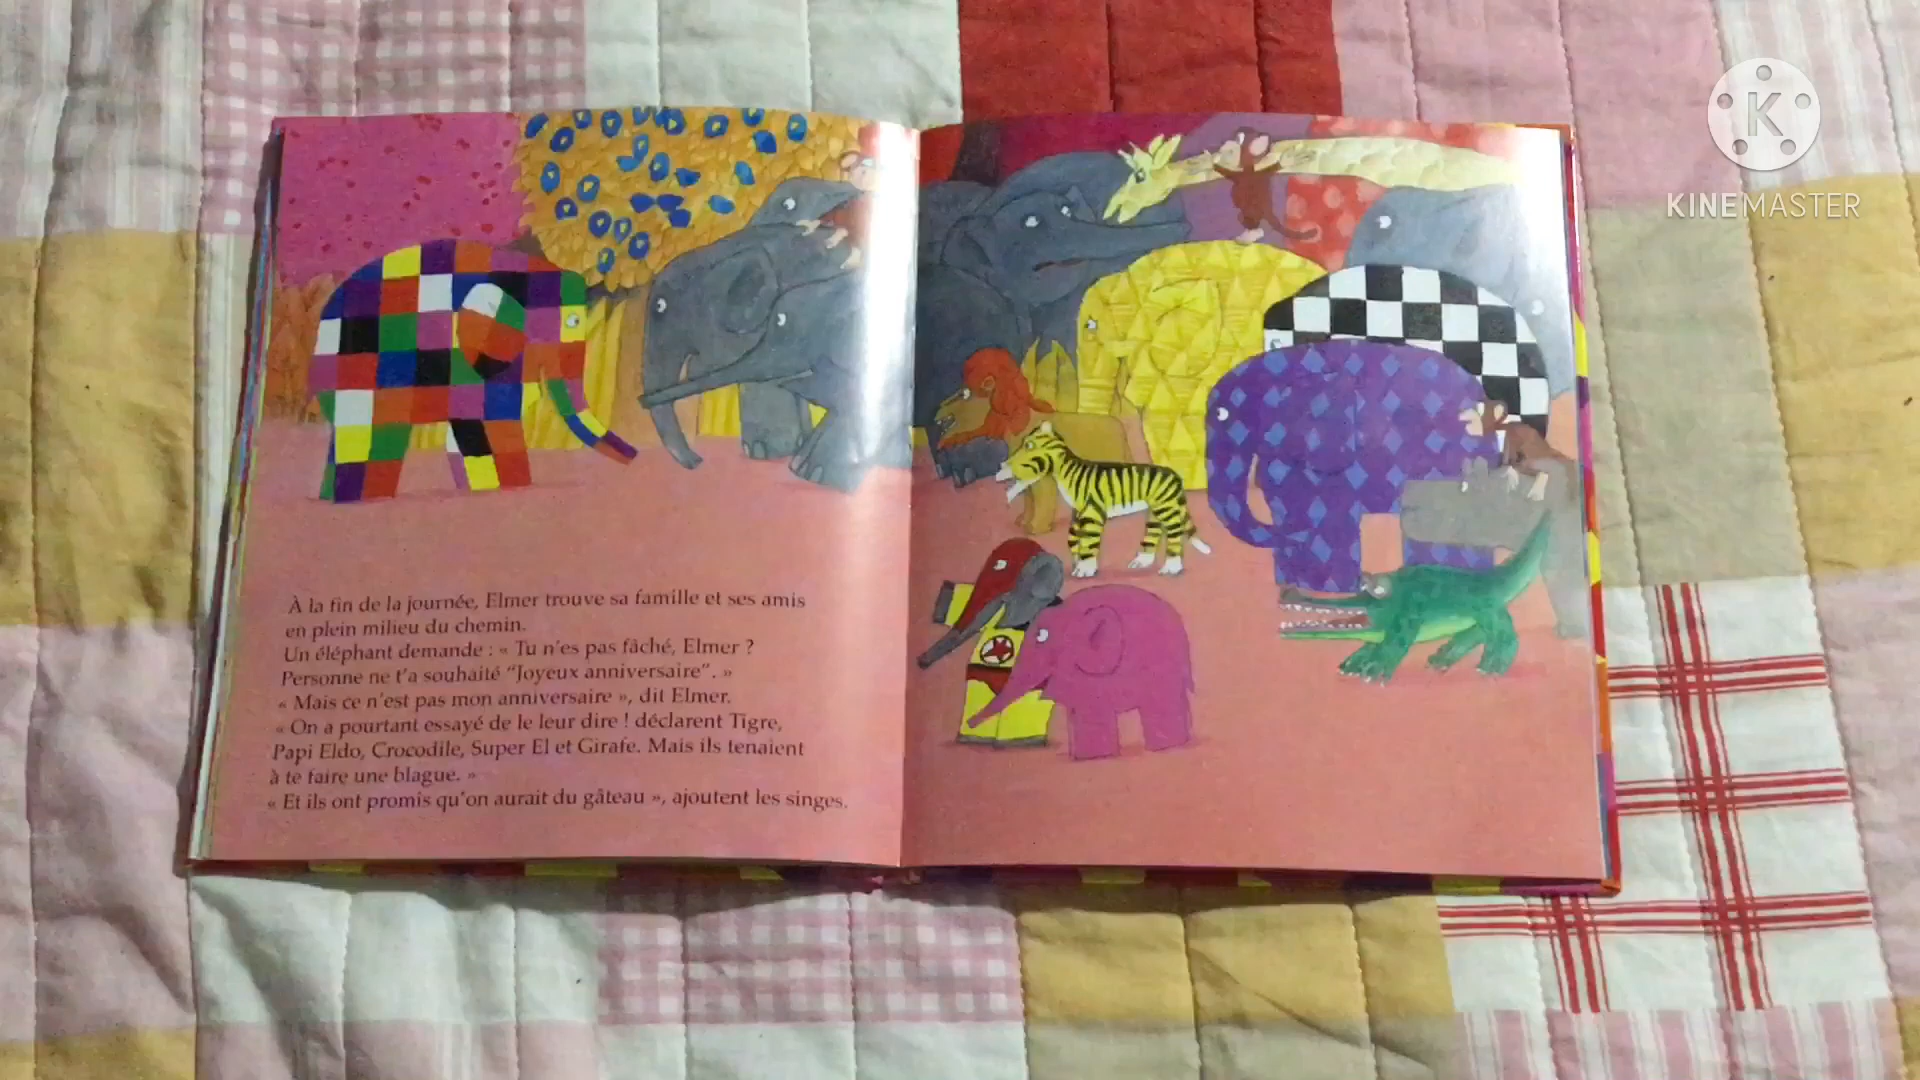 À la fin de la journée, Elmer trouve sa famille et ses amis
en plein milieu du chemin.
Un éléphant demande : « Tu n'es pas fâché, Elmer ?
Personne ne t'a souhaité “Joyeux anniversaire”. »
« Mais ce n'est pas mon anniversaire », dit Elmer.
« On a pourtant essayé de le leur dire ! déclarent Tigre,
Papi Eldo, Crocodile, Super El et Girafe. Mais ils tenaient
à te faire une blague. »
« Et ils ont promis qu'on aurait du gâteau », ajoutent les singes.
K
KINEMASTER